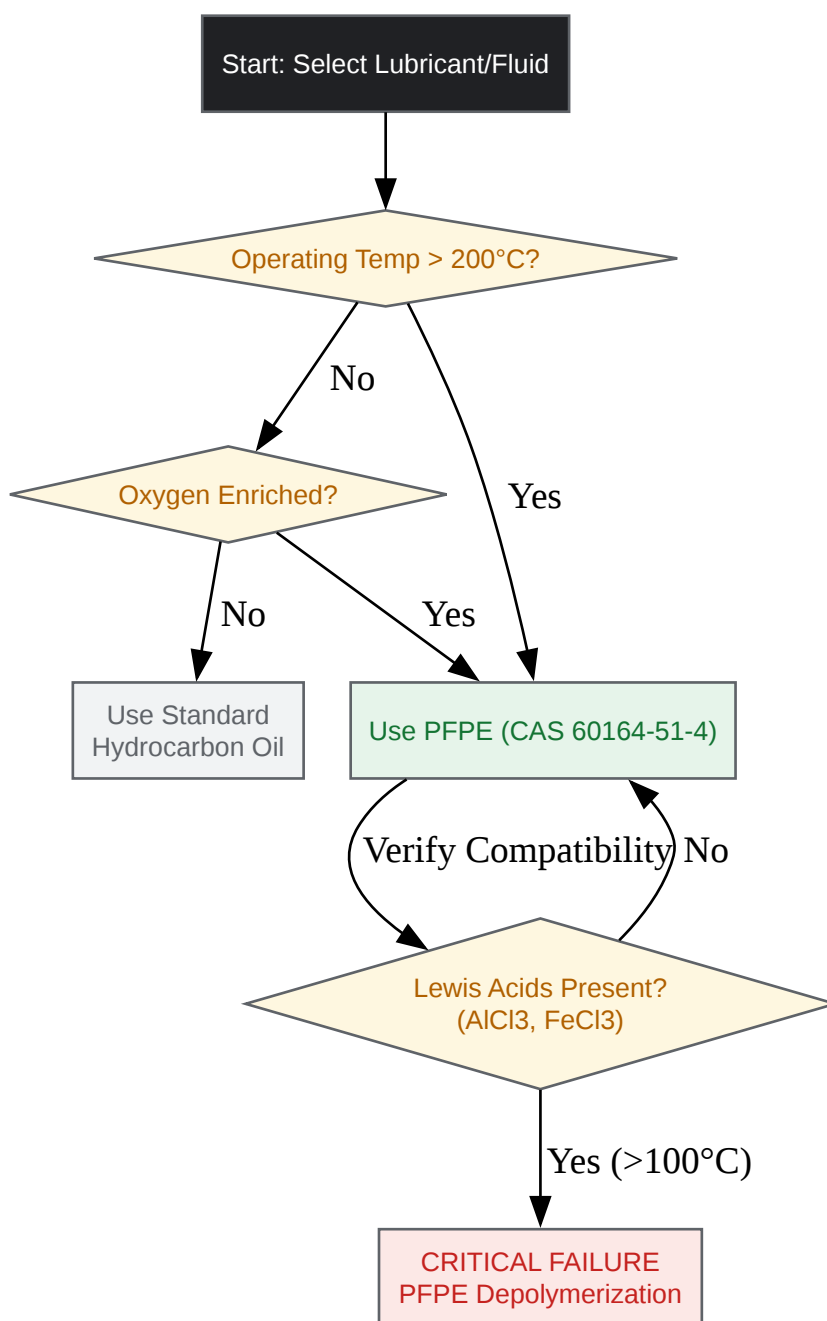 Start: Select Lubricant/Fluid
Operating Temp > 200°C?
No
Yes
Oxygen Enriched?
No
Yes
Use Standard
Hydrocarbon Oil
Use PFPE (CAS 60164-51-4)
Verify Compatibility
No
Lewis Acids Present?
(AlCl3, FeCl3)
Yes (>100°C)
CRITICAL FAILURE
PFPE Depolymerization